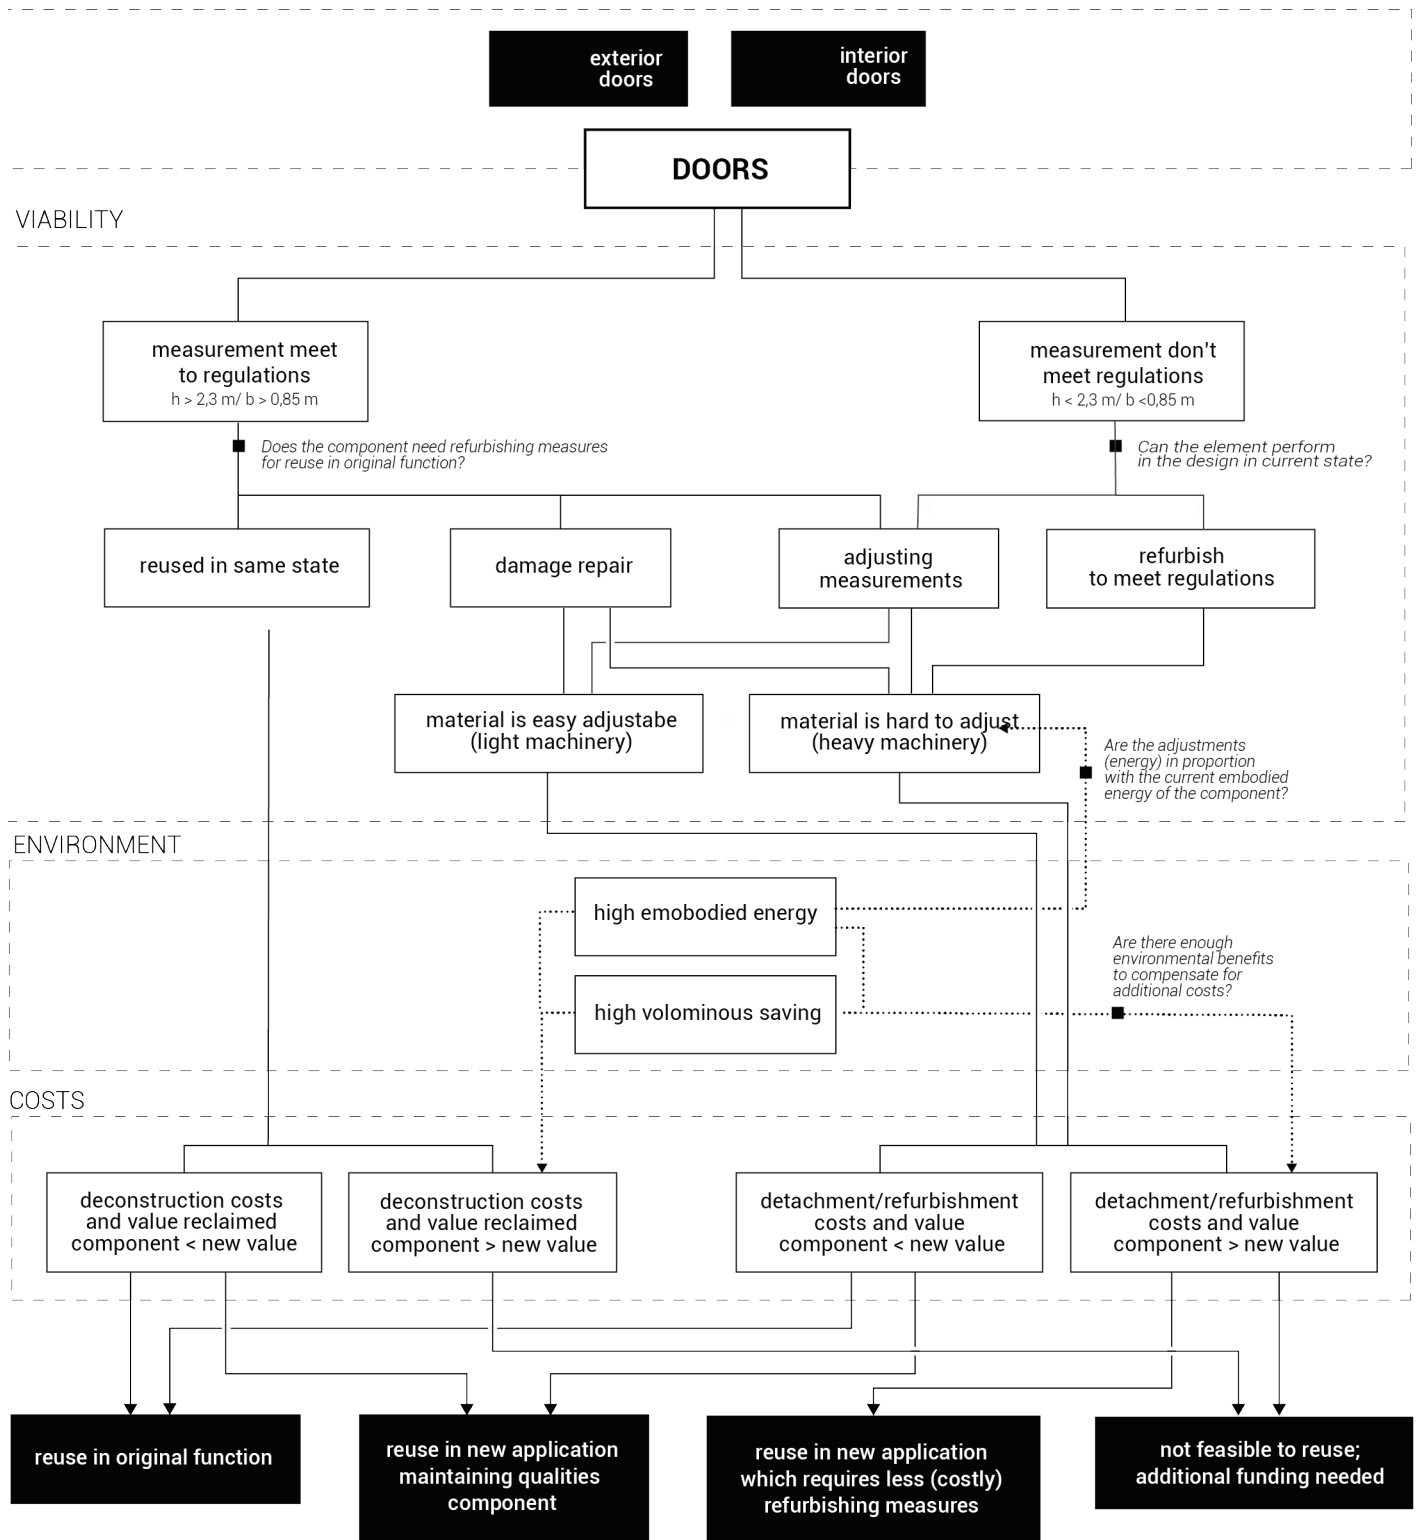 exterior
doors
interior
doors
DOORS
VIABILITY
measurement meet
to regulations
h > 2,3 m/ b > 0,85 m
measurement don't
meet regulations
h < 2,3 m/ b <0,85 m
Does the component need refurbishing measures
for reuse in original function?
Can the element perform
in the design in current state?
reused in same state
damage repair
adjusting
measurements
refurbish
to meet regulations
material is easy adjustabe
(light machinery)
material is hard to adjust
(heavy machinery)
Are the adjustments
(energy) in proportion
with the current embodied
energy of the component?
ENVIRONMENT
high emobodied energy
high volominous saving
Are there enough
environmental benefits
to compensate for
additional costs?
COSTS
deconstruction costs
and value reclaimed
component < new value
deconstruction costs
and value reclaimed
component > new value
detachment/refurbishment
costs and value
component < new value
detachment/refurbishment
costs and value
component > new value
reuse in original function
reuse in new application
maintaining qualities
component
reuse in new application
which requires less (costly)
refurbishing measures
not feasible to reuse;
additional funding needed